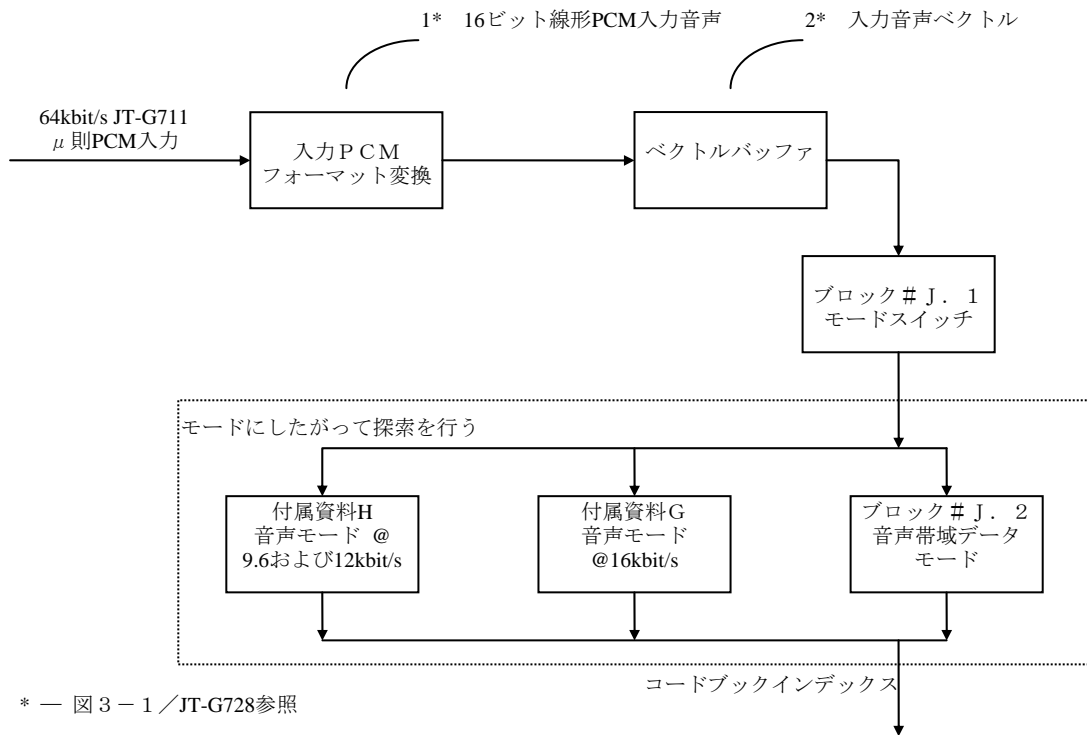 1* 16ビット線形PCM入力音声
2* 入力音声ベクトル
64kbit/s JT-G711
μ則PCM入力
入力ＰＣＭ
フォーマット変換
ベクトルバッファ
ブロック＃Ｊ．１
モードスイッチ
モードにしたがって探索を行う
付属資料H
音声モード @
9.6および12kbit/s
付属資料Ｇ
音声モード
@16kbit/s
ブロック＃Ｊ．２
音声帯域データ
モード
コードブックインデックス
* ― 図３－１／JT-G728参照